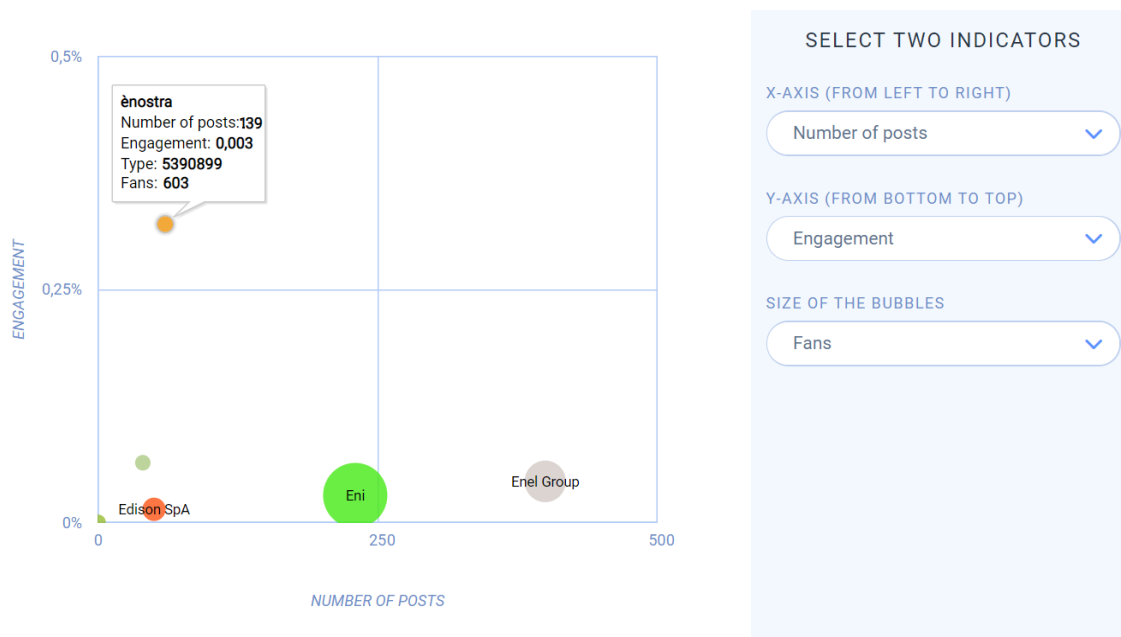 SELECT TWO INDICATORS
X-AXIS (FROM LEFT TO RIGHT)
Number of posts
Y-AXIS (FROM BOTTOM TO TOP)
Engagement
SIZE OF THE BUBBLES
Fans
0,5%
0,25%
0%
ENGAGEMENT
ènostra
Number of posts:139
Engagement: 0,003
Type: 5390899
Fans: 603
Edison SpA
Eni
Enel Group
0
250
500
NUMBER OF POSTS